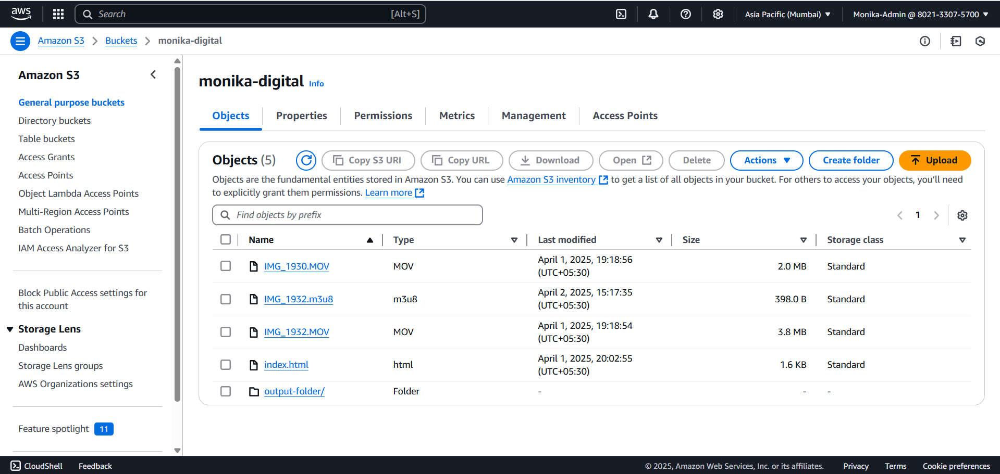 aws
Search [Alt+S]
Asia Pacific (Mumbai)
Monika-Admin @ 8021-3307-5700
Amazon S3
Buckets
monika-digital
Amazon S3
General purpose buckets
Directory buckets
Table buckets
Access Grants
Access Points
Object Lambda Access Points
Multi-Region Access Points
Batch Operations
IAM Access Analyzer for S3
Block Public Access settings for
this account
Storage Lens
Dashboards
Storage Lens groups
AWS Organizations settings
Feature spotlight 11
monika-digital Info
Objects
Properties
Permissions
Metrics
Management
Access Points
Objects (5)
Copy S3 URI
Copy URL
Download
Open
Delete
Actions
Create folder
Upload
Objects are the fundamental entities stored in Amazon S3. You can use Amazon S3 inventory to get a list of all objects in your bucket. For others to access your objects, you’ll need
to explicitly grant them permissions. Learn more
Find objects by prefix
1
Name Type Last modified Size Storage class
IMG_1930.MOV MOV April 1, 2025, 19:18:56 2.0 MB Standard
(UTC+05:30)
IMG_1932.m3u8 m3u8 April 2, 2025, 15:17:35 398.0 B Standard
(UTC+05:30)
IMG_1932.MOV MOV April 1, 2025, 19:18:54 3.8 MB Standard
(UTC+05:30)
index.html html April 1, 2025, 20:02:55 1.6 KB Standard
(UTC+05:30)
output-folder/ Folder - - -
CloudShell
Feedback
© 2025, Amazon Web Services, Inc. or its affiliates.
Privacy
Terms
Cookie preferences